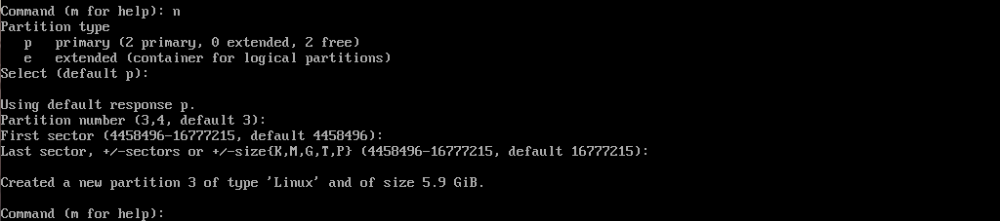 Command (m for help): n
Partition type
   p   primary (2 primary, 0 extended, 2 free)
   e   extended (container for logical partitions)
Select (default p):

Using default response p.
Partition number (3,4, default 3):
First sector (4458496-16777215, default 4458496):
Last sector, +/-sectors or +/-size{K,M,G,T,P} (4458496-16777215, default 16777215):

Created a new partition 3 of type 'Linux' and of size 5.9 GiB.

Command (m for help):